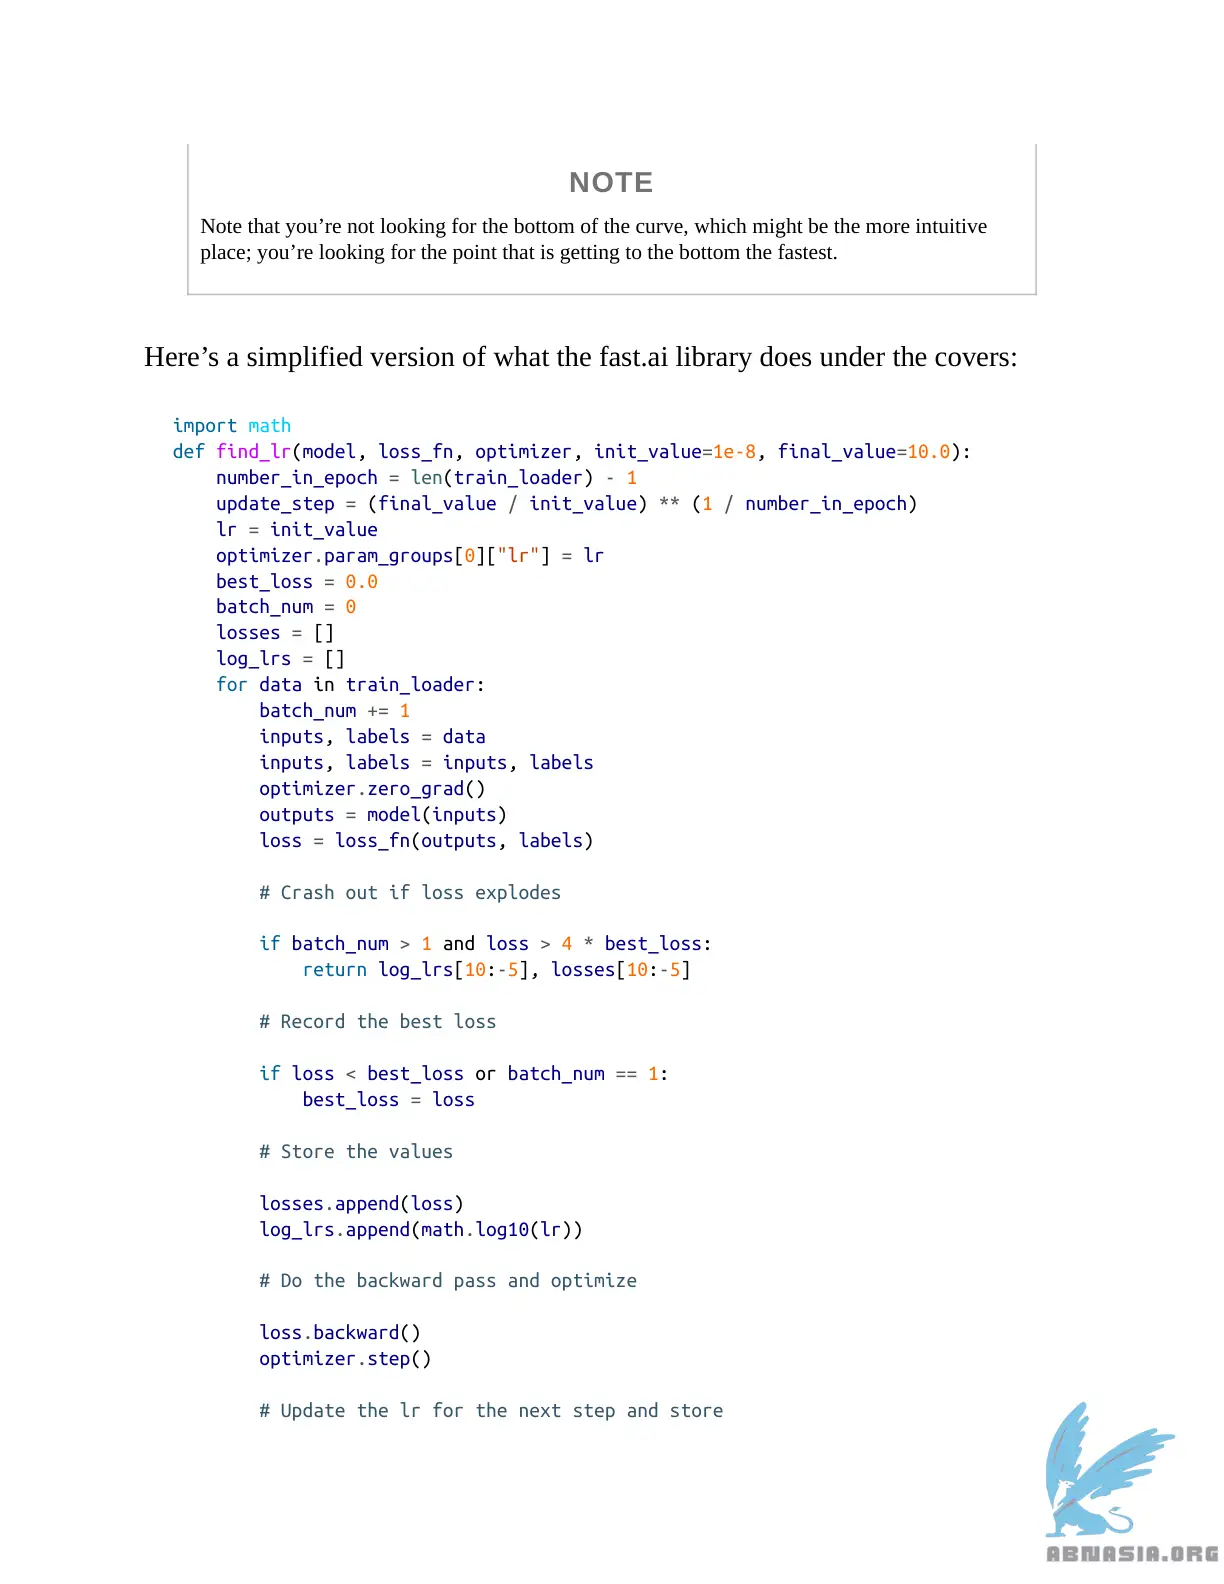 NOTE
Note that you’re not looking for the bottom of the curve, which might be the more intuitive
place; you’re looking for the point that is getting to the bottom the fastest.
Here’s a simplified version of what the fast.ai library does under the covers:
import math
def find_lr(model, loss_fn, optimizer, init_value=1e-8, final_value=10.0):
    number_in_epoch = len(train_loader) - 1
    update_step = (final_value / init_value) ** (1 / number_in_epoch)
    lr = init_value
    optimizer.param_groups[0]["lr"] = lr
    best_loss = 0.0
    batch_num = 0
    losses = []
    log_lrs = []
    for data in train_loader:
        batch_num += 1
        inputs, labels = data
        inputs, labels = inputs, labels
        optimizer.zero_grad()
        outputs = model(inputs)
        loss = loss_fn(outputs, labels)
        # Crash out if loss explodes
        if batch_num > 1 and loss > 4 * best_loss:
            return log_lrs[10:-5], losses[10:-5]
        # Record the best loss
        if loss < best_loss or batch_num == 1:
            best_loss = loss
        # Store the values
        losses.append(loss)
        log_lrs.append(math.log10(lr))
        # Do the backward pass and optimize
        loss.backward()
        optimizer.step()
        # Update the lr for the next step and store
ABNASIA.ORG